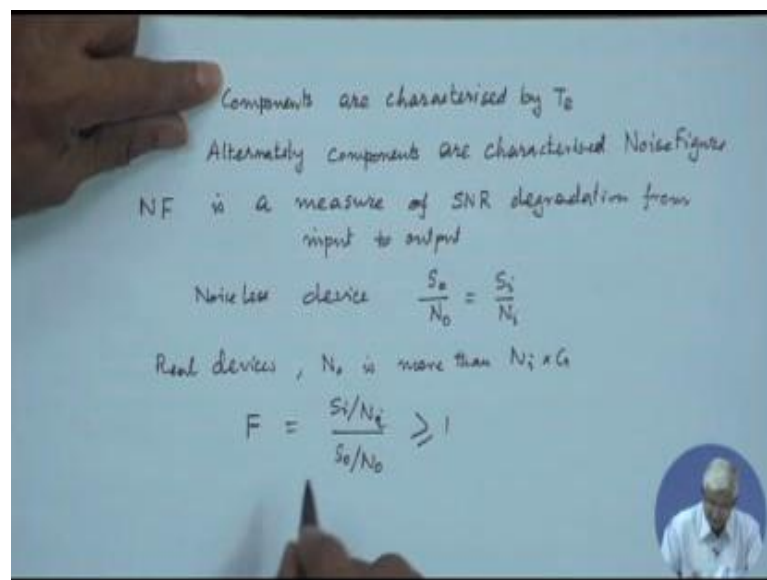 Components are characterised by Te
Alternately components are characterised Noise Figure
NF is a measure of SNR degradation from
input to output
Noise less device So/No = Si/Ni
Real devices, No is more than Ni × G
F = (Si/Ni)/(So/No) ⩾ 1